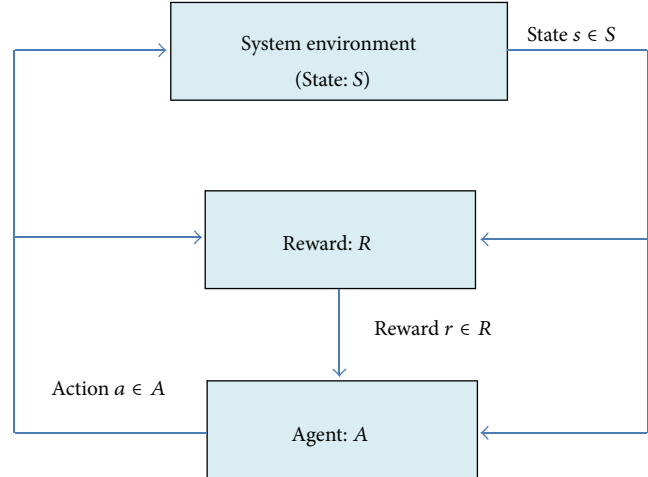 System environment
(State: S)
State s ∈ S
Reward: R
Reward r ∈ R
Action a ∈ A
Agent: A